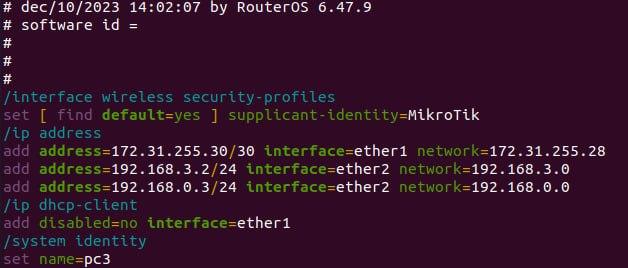 # dec/10/2023 14:02:07 by RouterOS 6.47.9
# software id =
#
#
#
/interface wireless security-profiles
set [ find default=yes ] supplicant-identity=MikroTik
/ip address
add address=172.31.255.30/30 interface=ether1 network=172.31.255.28
add address=192.168.3.2/24 interface=ether2 network=192.168.3.0
add address=192.168.0.3/24 interface=ether2 network=192.168.0.0
/ip dhcp-client
add disabled=no interface=ether1
/system identity
set name=pc3